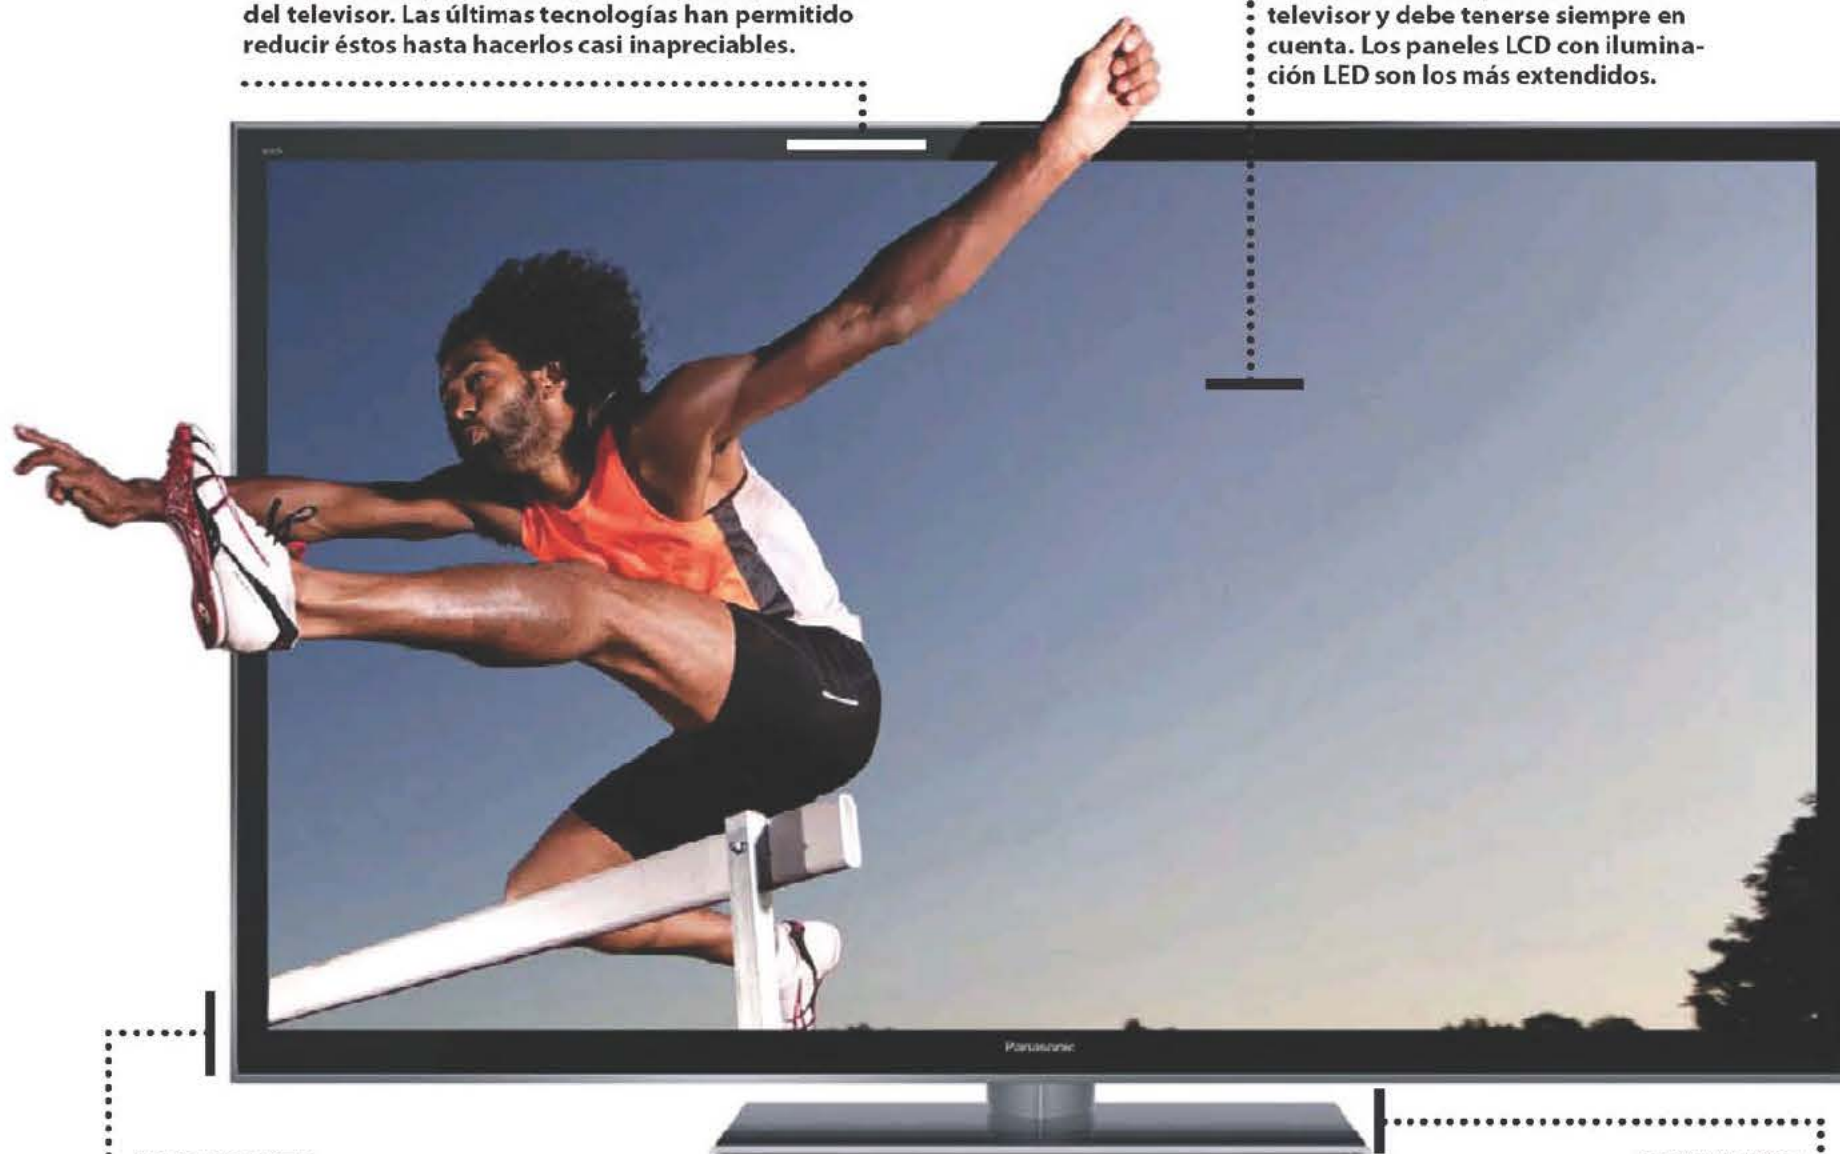 del televisor. Las últimas tecnologías han permitido
reducir éstos hasta hacerlos casi inapreciables.
televisor y debe tenerse siempre en
cuenta. Los paneles LCD con ilumina-
ción LED son los más extendidos.
Panasonic